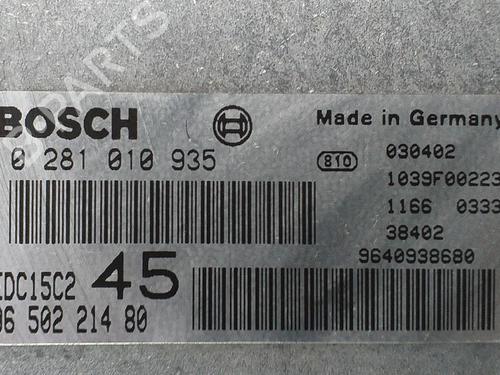 BOSCH
Made in Germany
0 281 010 935
810
030402
1039F00223
1166 0333
38402
9640938680
EDC15C2 45
96 502 214 80
PARTS